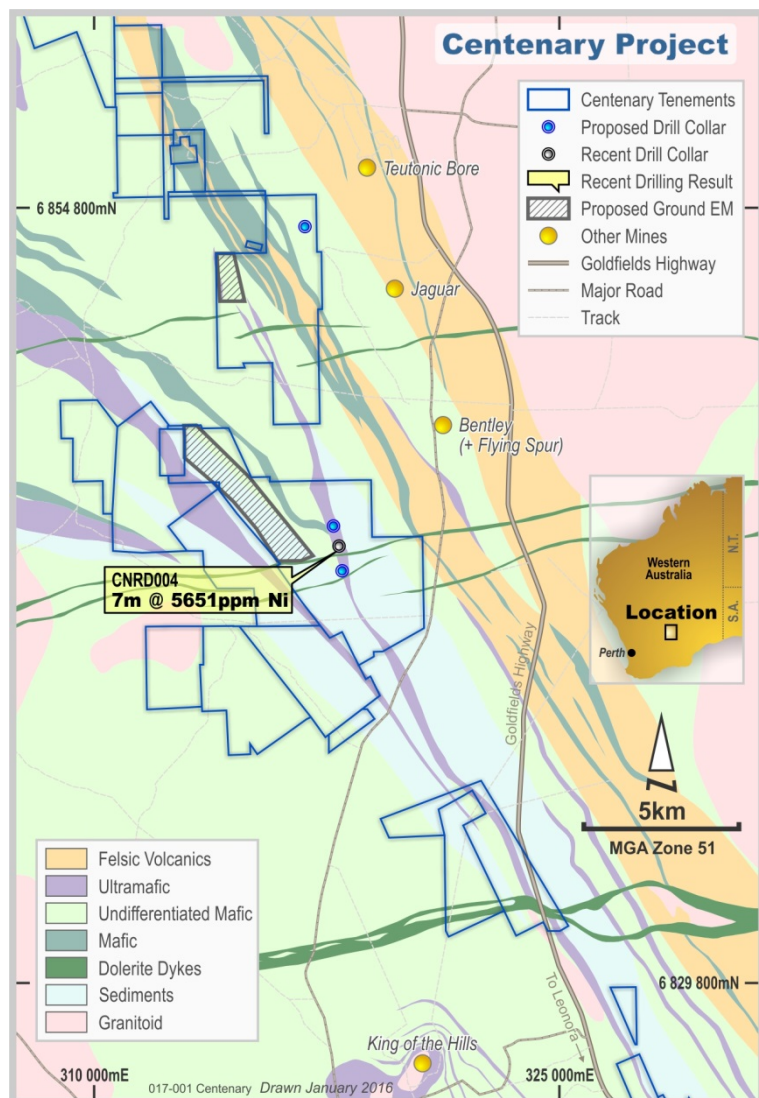 Centenary Project
Centenary Tenements
Proposed Drill Collar
Recent Drill Collar
Recent Drilling Result
Proposed Ground EM
Other Mines
Goldfields Highway
Major Road
Track
Teutonic Bore
6 854 800mN
Jaguar
Bentley
(+ Flying Spur)
CNRD004
7m @ 5651ppm Ni
Western
Australia
N.T.
S.A.
Location
Perth
Goldfields Highway
5km
MGA Zone 51
Felsic Volcanics
Ultramafic
Undifferentiated Mafic
Mafic
Dolerite Dykes
Sediments
Granitoid
6 829 800mN
To Leonora
King of the Hills
310 000mE
325 000mE
017-001 Centenary Drawn January 2016